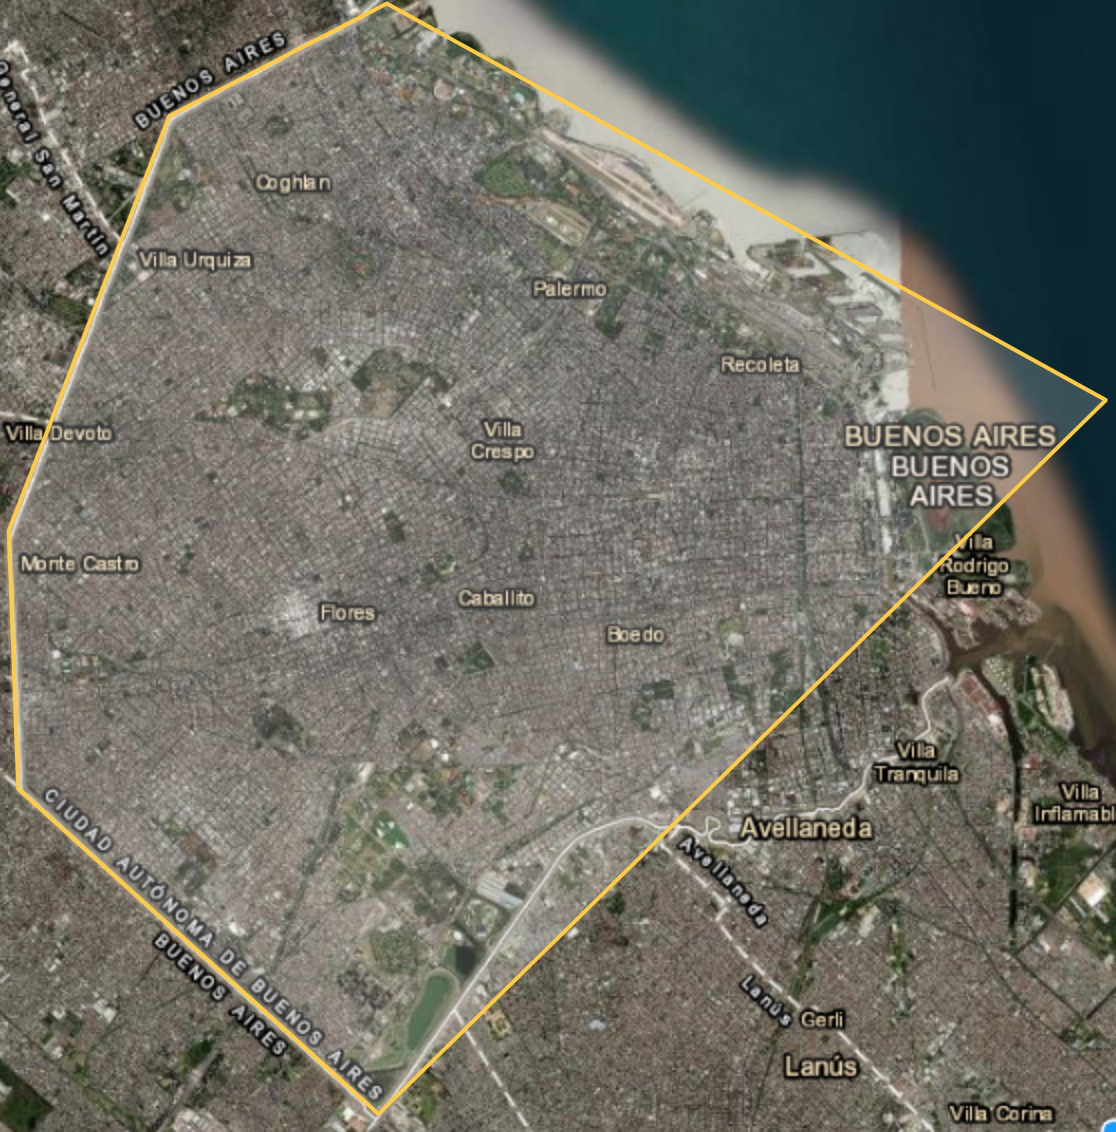 BUENOS AIRES
General San Martín
Coghlan
Villa Urquiza
Palermo
Recoleta
Villa Devoto
Villa
Crespo
BUENOS AIRES
BUENOS
AIRES
Villa
Rodrigo
Bueno
Monte Castro
Flores
Caballito
Boedo
Villa
Tranquila
Villa
Inflamabl
Avellaneda
Avellaneda
CIUDAD AUTÓNOMA DE BUENOS AIRES
BUENOS AIRES
Lanús
Gerli
Lanús
Villa Corina